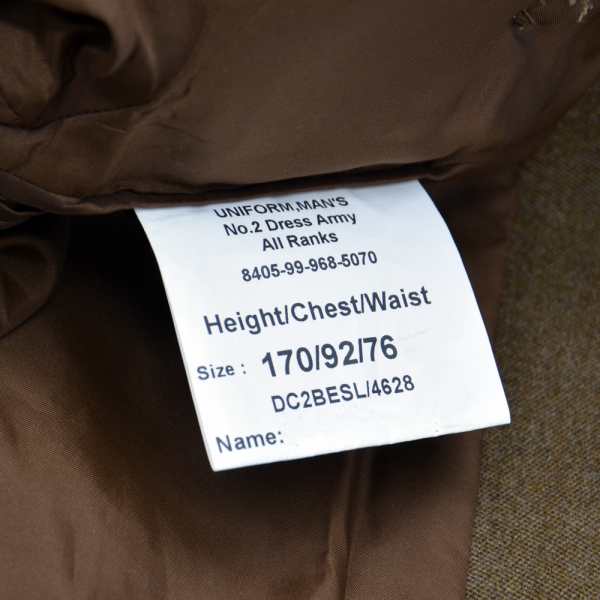 UNIFORM,MAN'S
No.2 Dress Army
All Ranks
8405-99-968-5070
Height/Chest/Waist
Size : 170/92/76
DC2BESL/4628
Name: